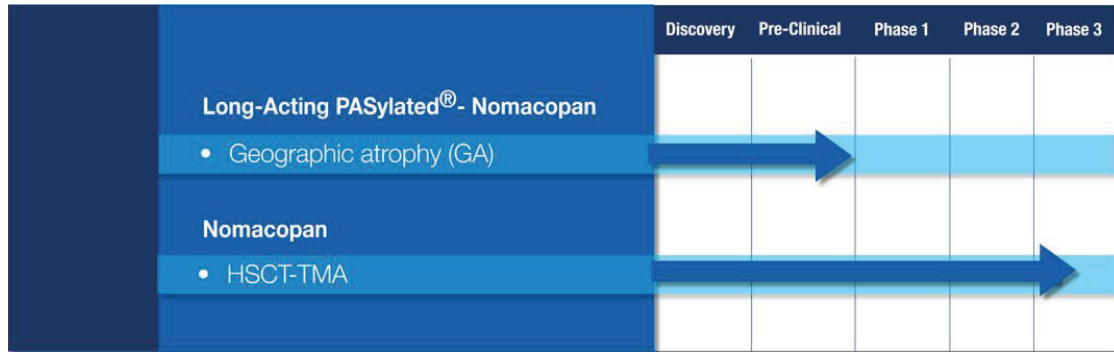 Discovery Pre-Clinical Phase 1 Phase 2 Phase 3
Long-Acting PASylated®- Nomacopan
• Geographic atrophy (GA)
Nomacopan
• HSCT-TMA